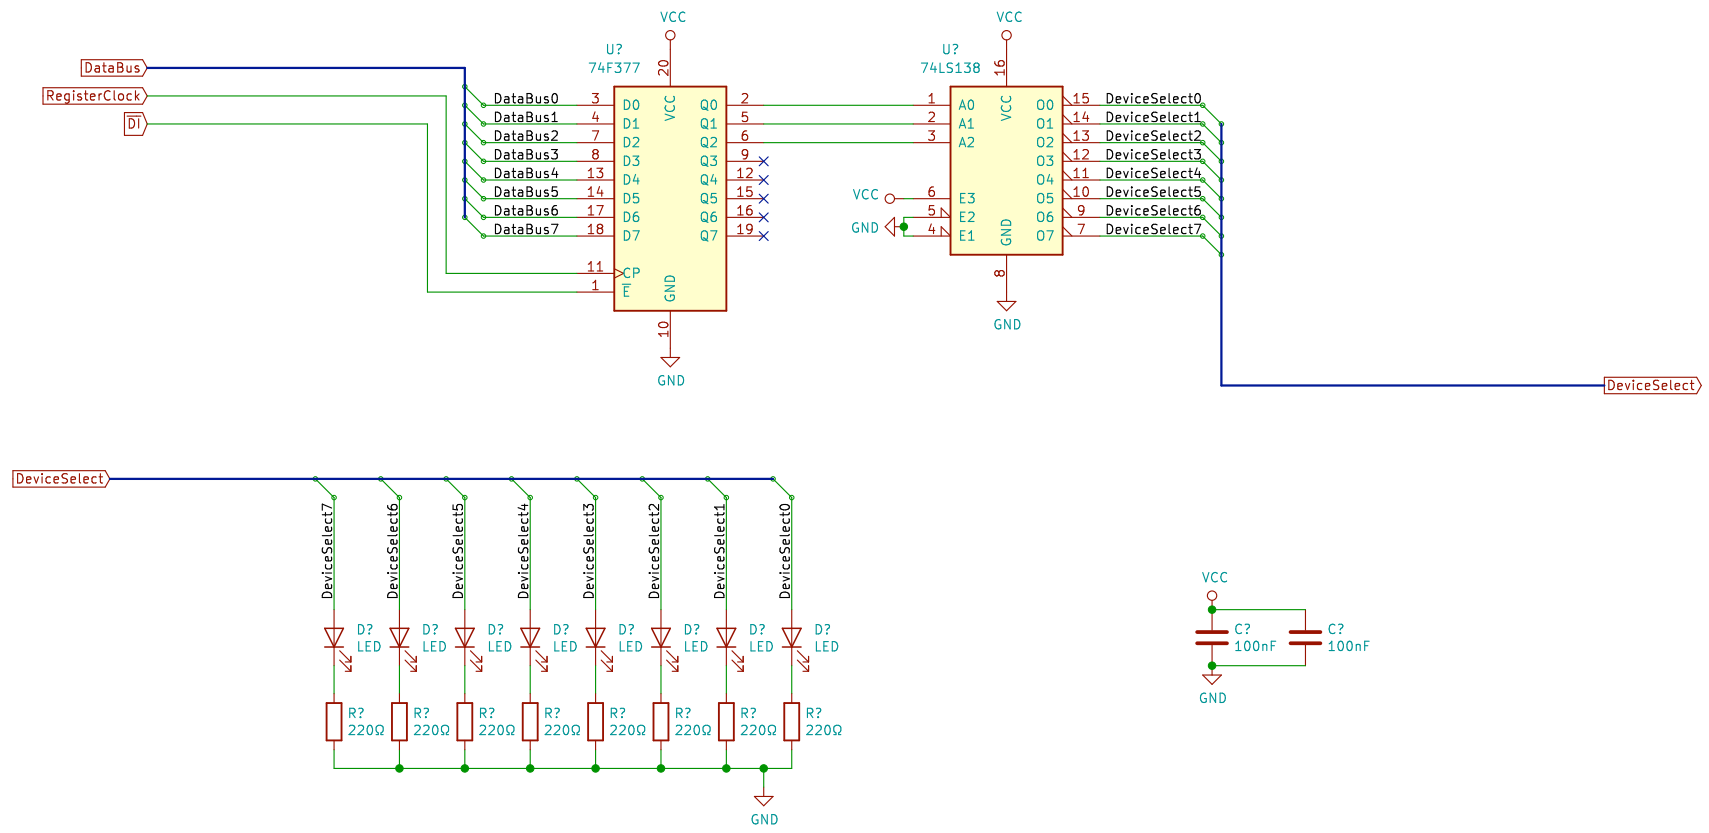 VCC
VCC
U?
74F377
U?
74LS138
DataBus
RegisterClock
DI
20
16
DataBus0 3 D0 VCC Q0 2
DataBus1 4 D1 Q1 5
DataBus2 7 D2 Q2 6
DataBus3 8 D3 Q3 9
DataBus4 13 D4 Q4 12
DataBus5 14 D5 Q5 15
DataBus6 17 D6 Q6 16
DataBus7 18 D7 Q7 19
11 CP
1 E
GND
10
GND
1 A0 VCC O0 15 DeviceSelect0
2 A1 O1 14 DeviceSelect1
3 A2 O2 13 DeviceSelect2
O3 12 DeviceSelect3
O4 11 DeviceSelect4
VCC 6 E3 O5 10 DeviceSelect5
5 E2 O6 9 DeviceSelect6
GND 4 E1 GND O7 7 DeviceSelect7
8
GND
DeviceSelect
DeviceSelect
DeviceSelect7
DeviceSelect6
DeviceSelect5
DeviceSelect4
DeviceSelect3
DeviceSelect2
DeviceSelect1
DeviceSelect0
D? D? D? D? D? D? D? D?
LED LED LED LED LED LED LED LED
R? R? R? R? R? R? R? R?
220Ω 220Ω 220Ω 220Ω 220Ω 220Ω 220Ω 220Ω
GND
VCC
C? C?
100nF 100nF
GND